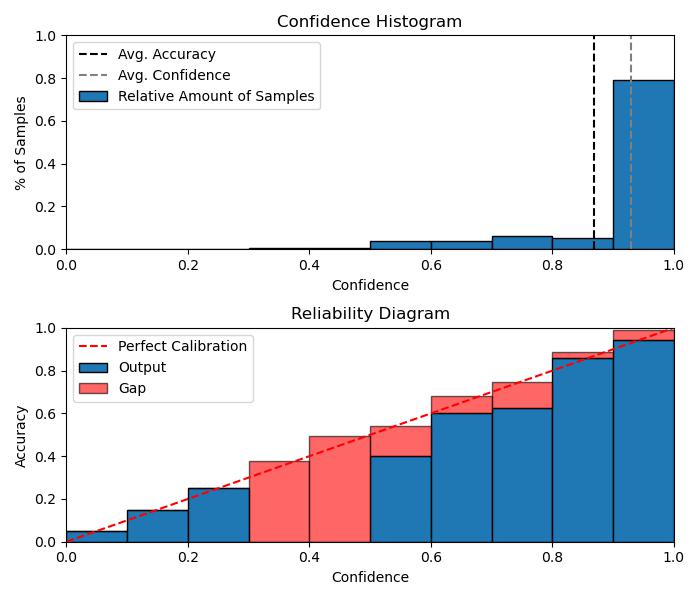 Confidence Histogram
1.0
0.8
0.6
0.4
0.2
0.0
% of Samples
Avg. Accuracy
Avg. Confidence
Relative Amount of Samples
0.0 0.2 0.4 0.6 0.8 1.0
Confidence
Reliability Diagram
1.0
0.8
0.6
0.4
0.2
0.0
Accuracy
Perfect Calibration
Output
Gap
0.0 0.2 0.4 0.6 0.8 1.0
Confidence